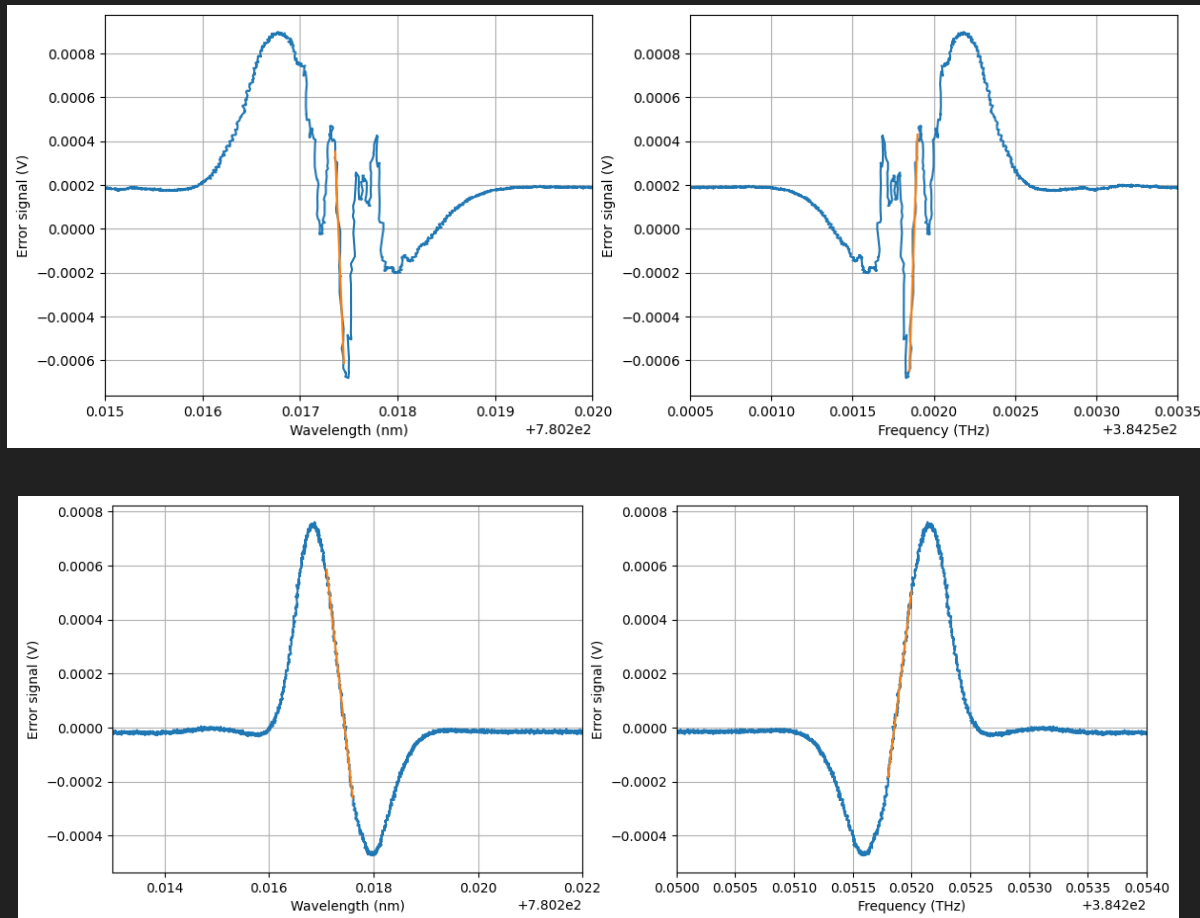 0.0008
0.0006
0.0004
0.0002
0.0000
−0.0002
−0.0004
−0.0006
Error signal (V)
0.015 0.016 0.017 0.018 0.019 0.020
Wavelength (nm)
+7.802e2
0.0008
0.0006
0.0004
0.0002
0.0000
−0.0002
−0.0004
−0.0006
Error signal (V)
0.0005 0.0010 0.0015 0.0020 0.0025 0.0030 0.0035
Frequency (THz)
+3.8425e2
0.0008
0.0006
0.0004
0.0002
0.0000
−0.0002
−0.0004
Error signal (V)
0.014 0.016 0.018 0.020 0.022
Wavelength (nm)
+7.802e2
0.0008
0.0006
0.0004
0.0002
0.0000
−0.0002
−0.0004
Error signal (V)
0.0500 0.0505 0.0510 0.0515 0.0520 0.0525 0.0530 0.0535 0.0540
Frequency (THz)
+3.842e2